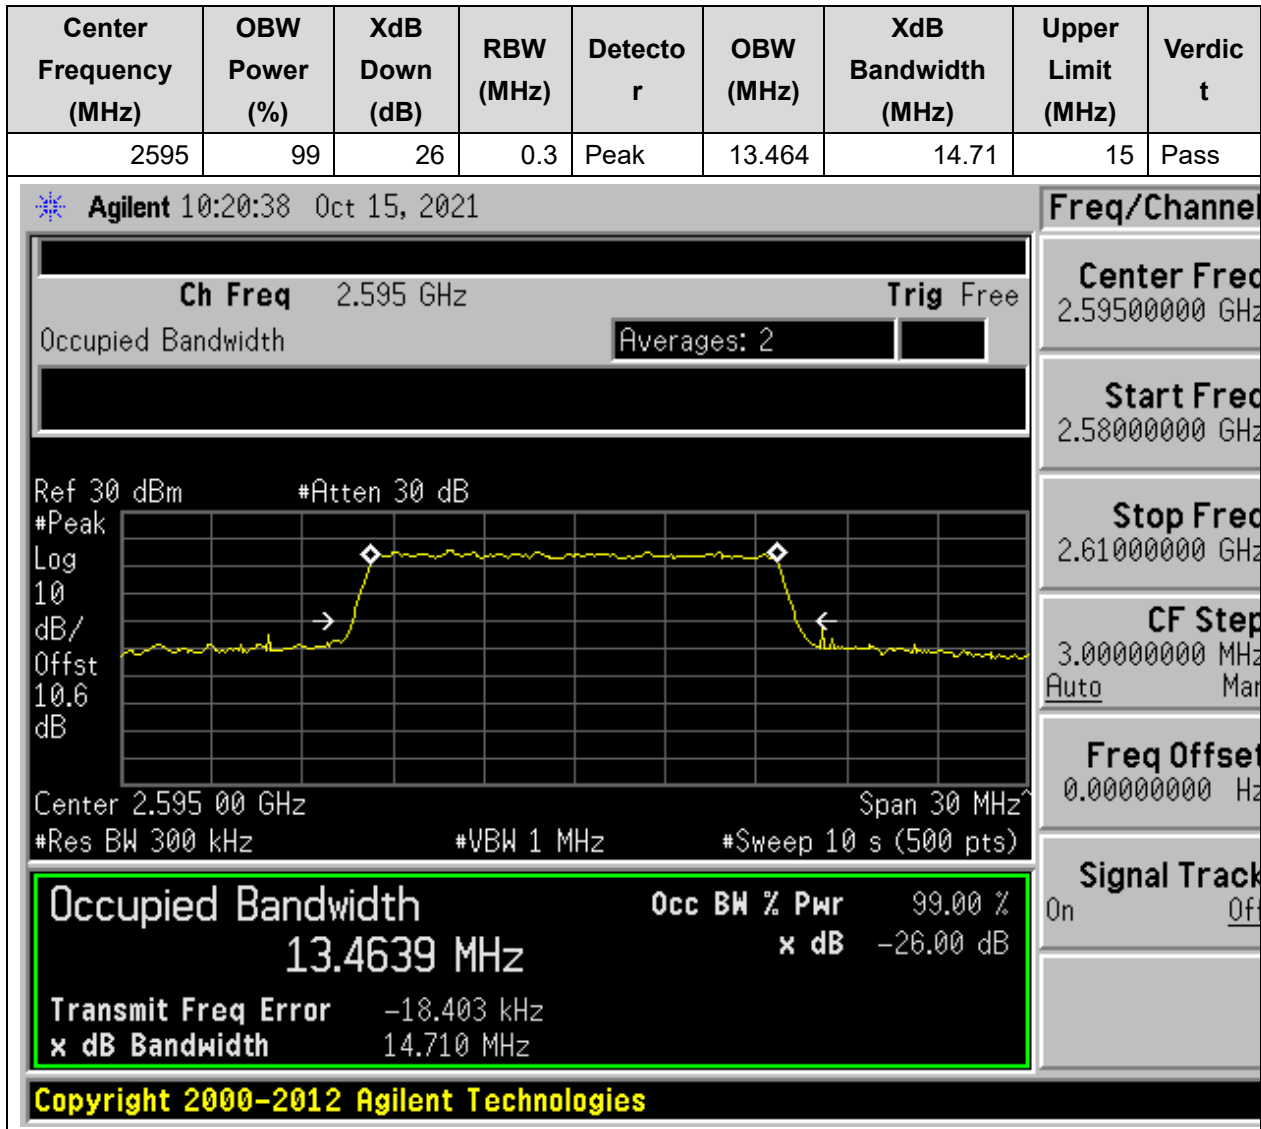 Center Frequency (MHz) OBW Power (%) XdB Down (dB) RBW (MHz) Detecto r OBW (MHz) XdB Bandwidth (MHz) Upper Limit (MHz) Verdic t
2595 99 26 0.3 Peak 13.464 14.71 15 Pass
Agilent 10:20:38 Oct 15, 2021
Ch Freq 2.595 GHz Trig Free
Occupied Bandwidth Averages: 2
Ref 30 dBm #Atten 30 dB
#Peak
Log
10
dB/
Offst
10.6
dB
Center 2.595 00 GHz Span 30 MHz^
#Res BW 300 kHz #VBW 1 MHz #Sweep 10 s (500 pts)
Occupied Bandwidth Occ BW % Pwr 99.00 %
13.4639 MHz x dB -26.00 dB
Transmit Freq Error -18.403 kHz
x dB Bandwidth 14.710 MHz
Copyright 2000-2012 Agilent Technologies
Freq/Channel
Center Freq
2.59500000 GHz
Start Freq
2.58000000 GHz
Stop Freq
2.61000000 GHz
CF Step
3.00000000 MHz
Auto Man
Freq Offset
0.00000000 Hz
Signal Track
On Off